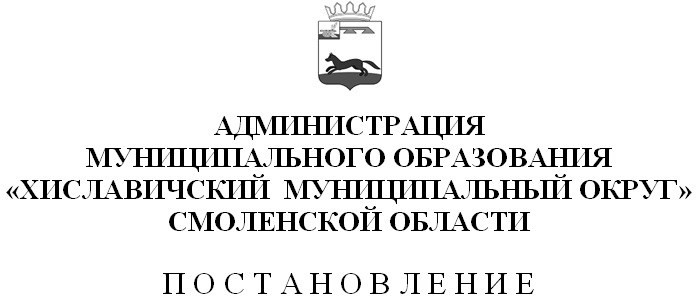 АДМИНИСТРАЦИЯ
МУНИЦИПАЛЬНОГО ОБРАЗОВАНИЯ
«ХИСЛАВИЧСКИЙ МУНИЦИПАЛЬНЫЙ ОКРУГ»
СМОЛЕНСКОЙ ОБЛАСТИ
П О С Т А Н О В Л Е Н И Е